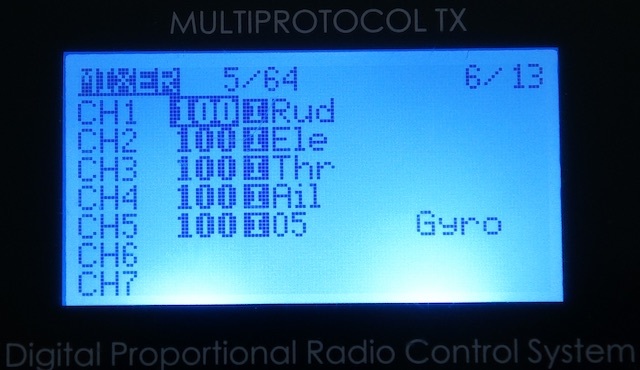 MULTIPROTOCOL TX
MIXER 5/64 6/13
CH1 100 I Rud
CH2 100 I Ele
CH3 100 I Thr
CH4 100 I Ail
CH5 100 I 05 Gyro
CH6
CH7
Digital Proportional Radio Control System